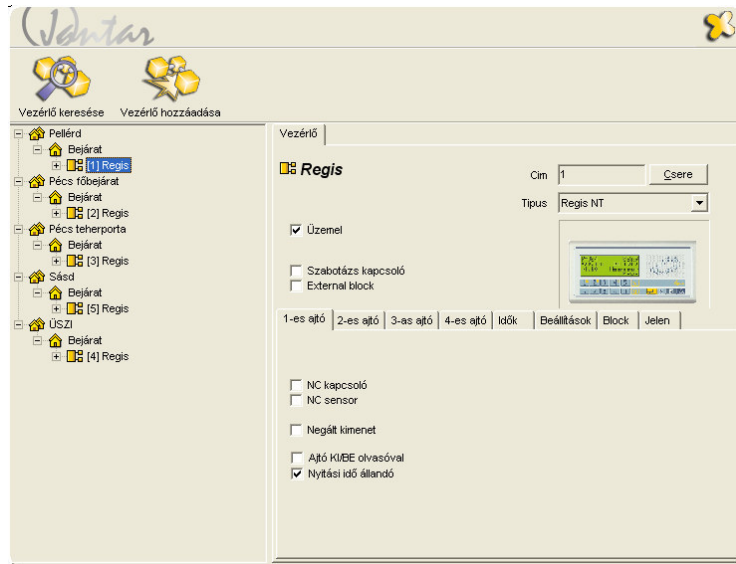 Jantar
Vezérlő keresése Vezérlő hozzáadása
Pellérd
Bejárat
[1] Regis
Pécs főbejárat
Bejárat
[2] Regis
Pécs teherporta
Bejárat
[3] Regis
Sásd
Bejárat
[5] Regis
ÜSZI
Bejárat
[4] Regis
Vezérlő
Regis
Cim 1 Csere
Tipus Regis NT
Üzemel
Szabotázs kapcsoló
External block
1-es ajtó 2-es ajtó 3-as ajtó 4-es ajtó Idők Beállítások Block Jelen
NC kapcsoló
NC sensor
Negált kimenet
Ajtó KI/BE olvasóval
Nyitási idő állandó